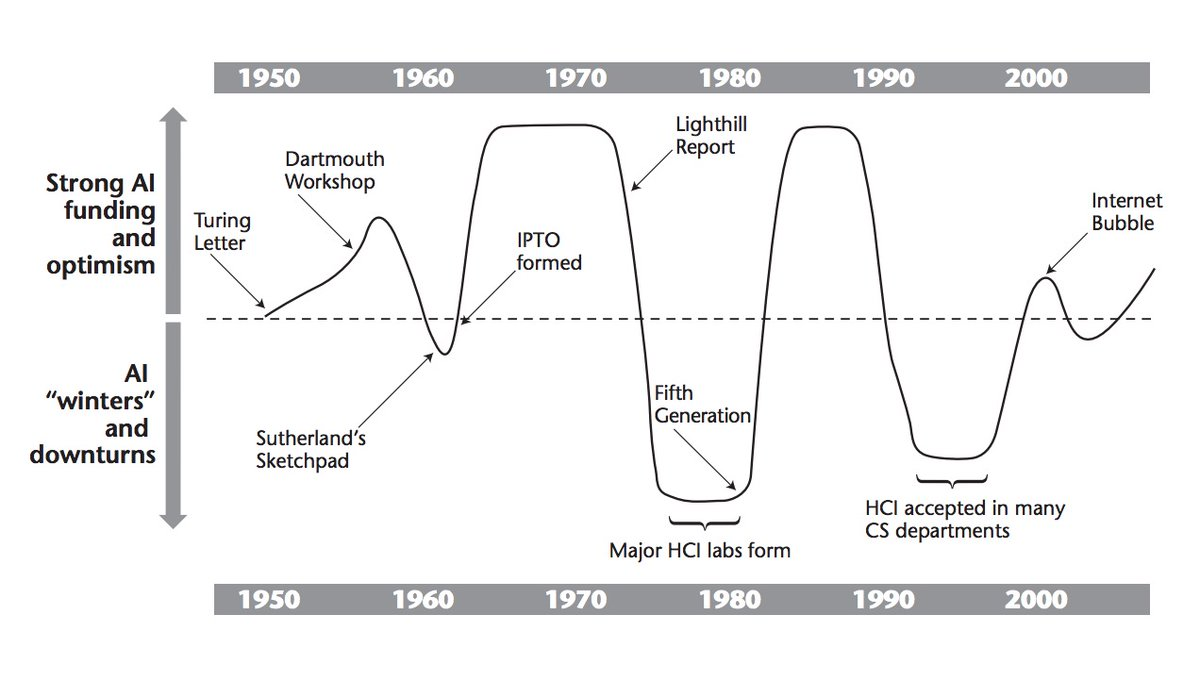 1950 1960 1970 1980 1990 2000
Strong AI
funding
and
optimism
AI
“winters”
and
downturns
Turing
Letter
Dartmouth
Workshop
Sutherland’s
Sketchpad
IPTO
formed
Lighthill
Report
Fifth
Generation
Major HCI labs form
HCI accepted in many
CS departments
Internet
Bubble
1950 1960 1970 1980 1990 2000